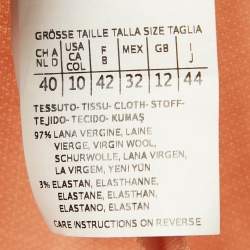 GRÖSSE TAILLE TALLA SIZE TAGLIA
CH A NL D USA CA CO L F B MEX GB I J
40 10 42 32 12 44
TESSUTO-TISSU-CLOTH-STOFF-
TEJIDO-TECIDO-KUMAŞ
97% LANA VERGINE, LAINE
VIERGE, VIRGIN WOOL,
SCHURWOLLE, LANA VIRGEN,
LA VIRGEM, YENİ YÜN
3% ELASTAN, ELASTHANNE,
ELASTANE, ELASTHAN,
ELASTANO, ELASTAN
CARE INSTRUCTIONS ON REVERSE